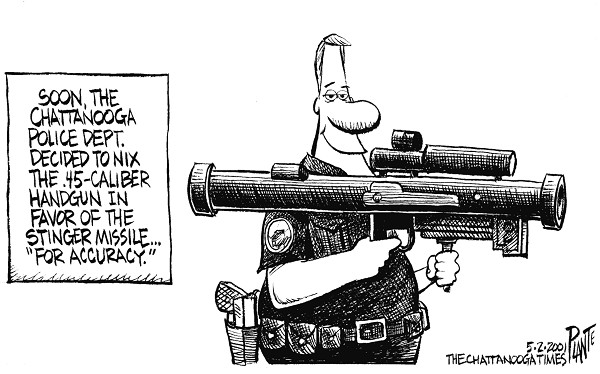 SOON, THE
CHATTANOOGA
POLICE DEPT.
DECIDED TO NIX
THE .45-CALIBER
HANDGUN IN
FAVOR OF THE
STINGER MISSILE...
"FOR ACCURACY."
5·2·2001
PLANTE
THE CHATTANOOGA TIMES